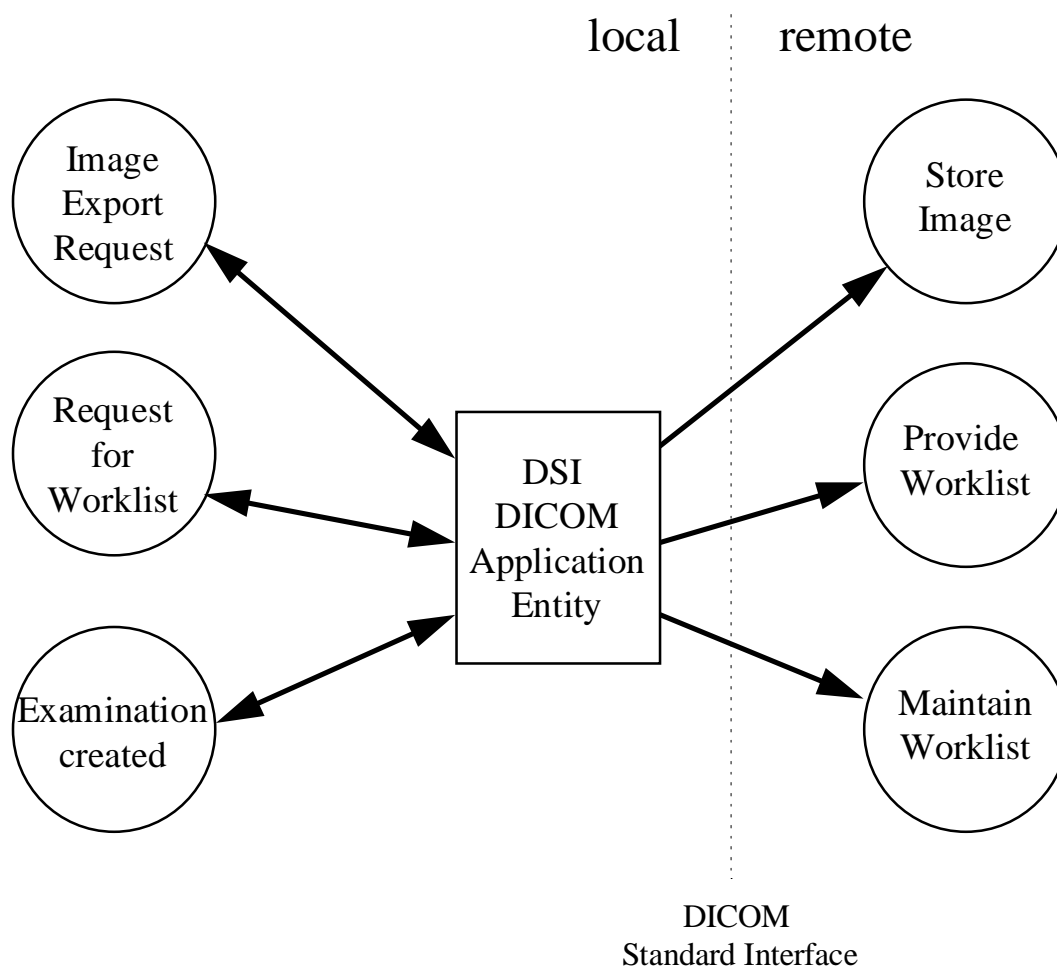 local
remote
Image
Export
Request
Store
Image
Request
for
Worklist
DSI
DICOM
Application
Entity
Provide
Worklist
Examination
created
Maintain
Worklist
DICOM
Standard Interface